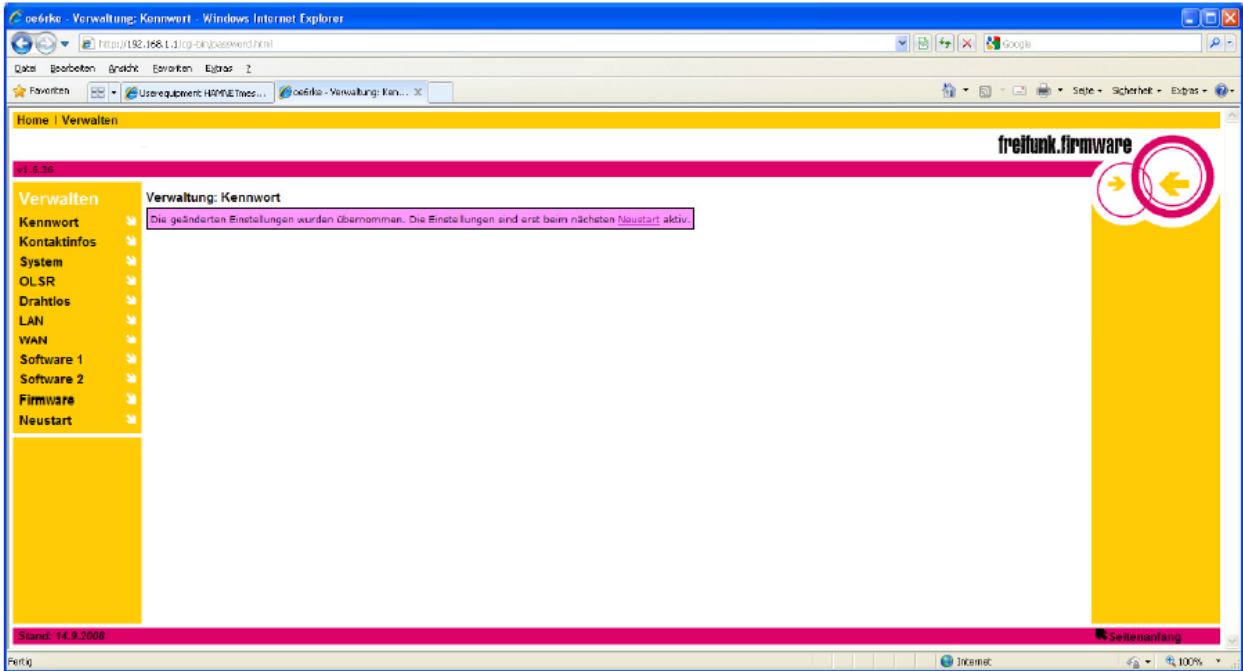 oe6rke - Verwaltung: Kennwort - Windows Internet Explorer
http://192.168.1.1/cgi-bin/password.html
Google
Datei Bearbeiten Ansicht Favoriten Extras ?
Favoriten
Userequipment HAMNETmes...
oe6rke - Verwaltung: Ken...
Seite
Sicherheit
Extras
Home | Verwalten
freifunk.firmware
v1.6.36
Verwalten
Kennwort
Kontaktinfos
System
OLSR
Drahtlos
LAN
WAN
Software 1
Software 2
Firmware
Neustart
Verwaltung: Kennwort
Die geänderten Einstellungen wurden übernommen. Die Einstellungen sind erst beim nächsten Neustart aktiv.
Stand: 14.9.2008
Seitenanfang
Fertig
Internet
100%